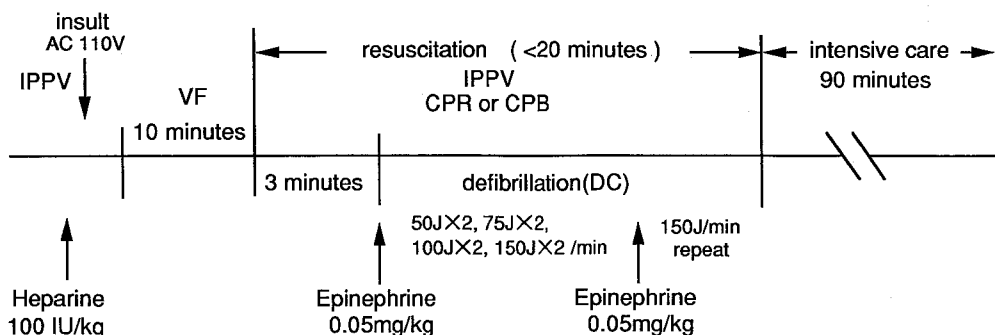 insult
AC 110V
IPPV
VF
10 minutes
resuscitation ( <20 minutes )
IPPV
CPR or CPB
intensive care
90 minutes
3 minutes
defibrillation(DC)
50J×2, 75J×2,
100J×2, 150J×2 /min
150J/min
repeat
Heparine
100 IU/kg
Epinephrine
0.05mg/kg
Epinephrine
0.05mg/kg